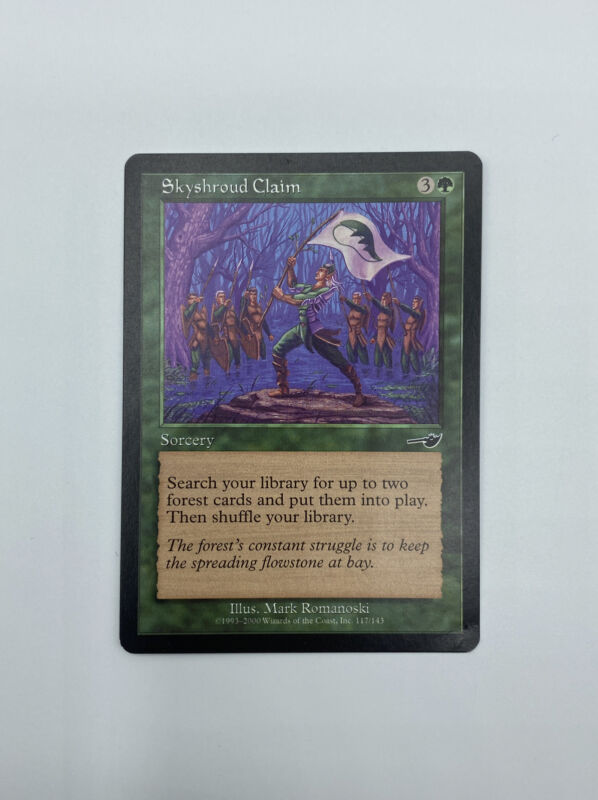 Skyshroud Claim 3
Sorcery
Search your library for up to two
forest cards and put them into play.
Then shuffle your library.
The forest's constant struggle is to keep
the spreading flowstone at bay.
Illus. Mark Romanoski
©1993–2000 Wizards of the Coast, Inc. 117/143